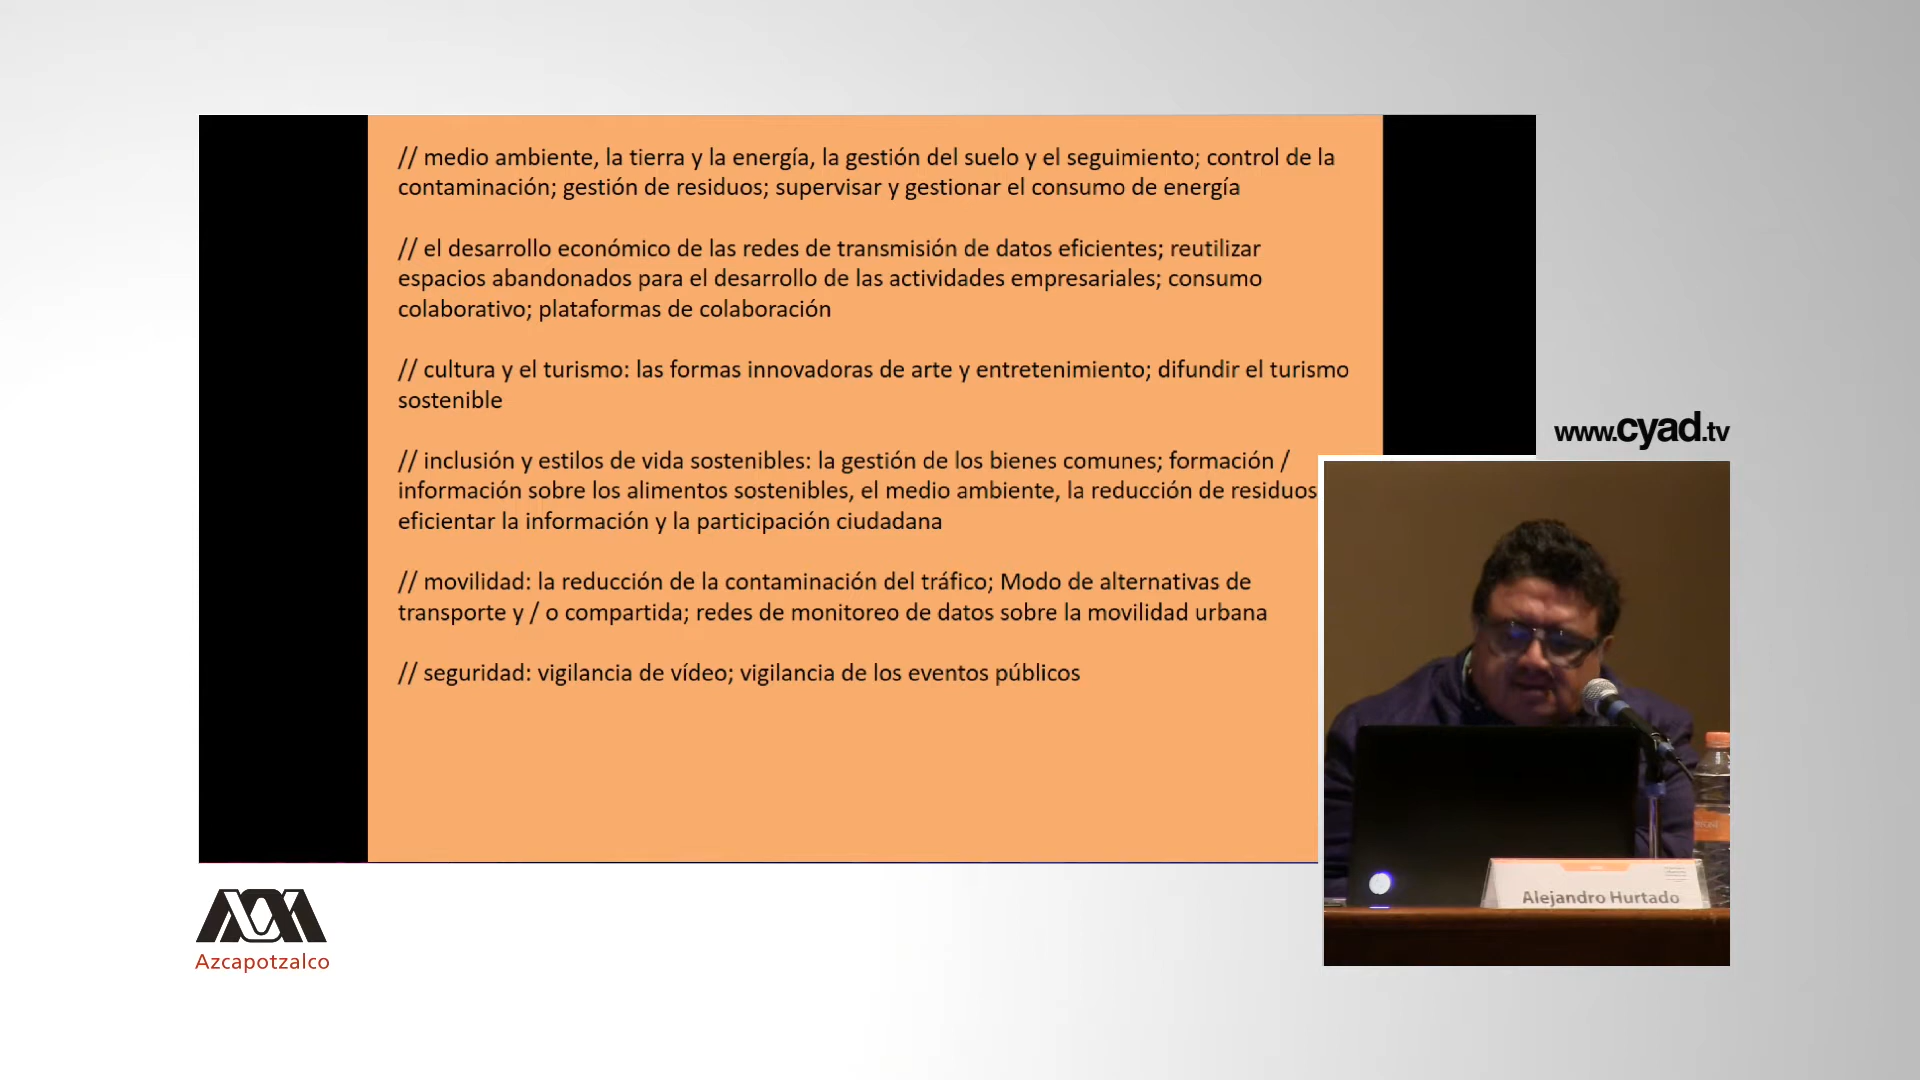 // medio ambiente, la tierra y la energía, la gestión del suelo y el seguimiento; control de la
contaminación; gestión de residuos; supervisar y gestionar el consumo de energía
// el desarrollo económico de las redes de transmisión de datos eficientes; reutilizar
espacios abandonados para el desarrollo de las actividades empresariales; consumo
colaborativo; plataformas de colaboración
// cultura y el turismo: las formas innovadoras de arte y entretenimiento; difundir el turismo
sostenible
// inclusión y estilos de vida sostenibles: la gestión de los bienes comunes; formación /
información sobre los alimentos sostenibles, el medio ambiente, la reducción de residuos
eficientar la información y la participación ciudadana
// movilidad: la reducción de la contaminación del tráfico; Modo de alternativas de
transporte y / o compartida; redes de monitoreo de datos sobre la movilidad urbana
// seguridad: vigilancia de vídeo; vigilancia de los eventos públicos
www.cyad.tv
Alejandro Hurtado
Azcapotzalco